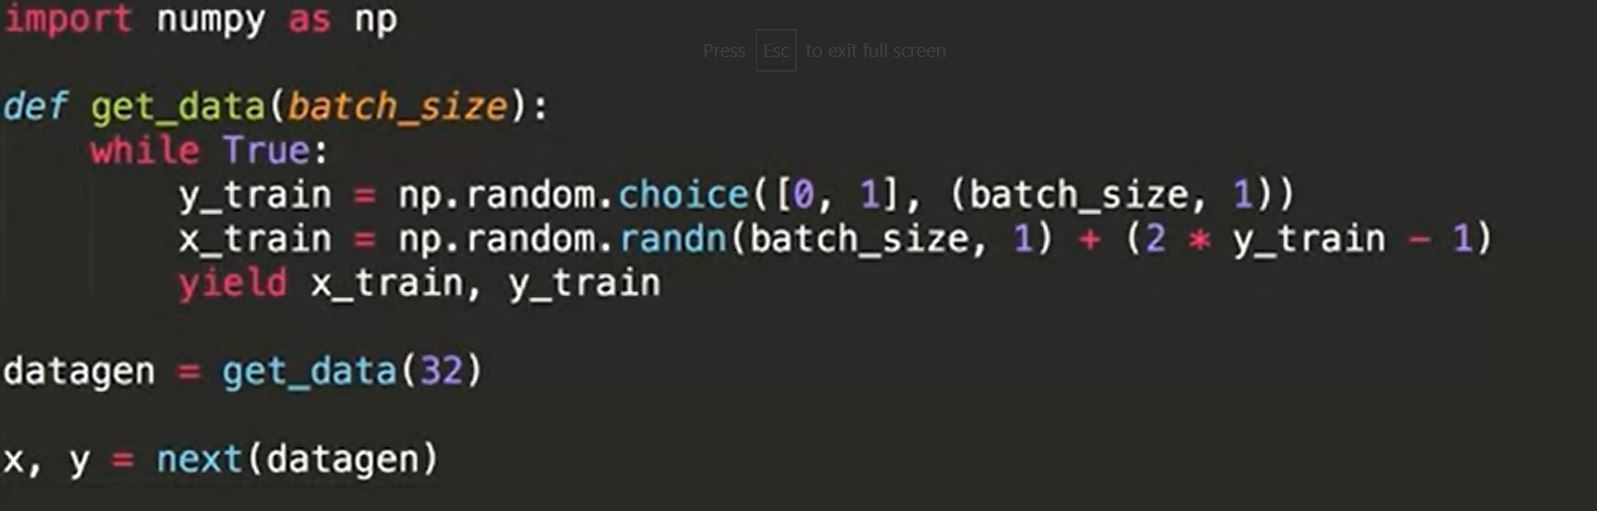 import numpy as np
Press Esc to exit full screen
def get_data(batch_size):
    while True:
        y_train = np.random.choice([0, 1], (batch_size, 1))
        x_train = np.random.randn(batch_size, 1) + (2 * y_train - 1)
        yield x_train, y_train
datagen = get_data(32)
x, y = next(datagen)